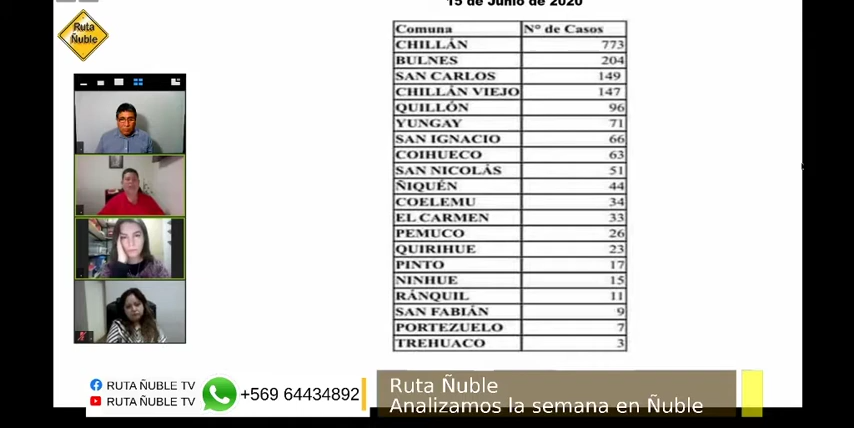 15 de Junio de 2020
Ruta
Ñuble
Comuna N° de Casos
CHILLÁN 773
BULNES 204
SAN CARLOS 149
CHILLÁN VIEJO 147
QUILLÓN 96
YUNGAY 71
SAN IGNACIO 66
COIHUECO 63
SAN NICOLÁS 51
ÑIQUÉN 44
COELEMU 34
EL CARMEN 33
PEMUCO 26
QUIRIHUE 23
PINTO 17
NINHUE 15
RÁNQUIL 11
SAN FABIÁN 9
PORTEZUELO 7
TREHUACO 3
RUTA ÑUBLE TV
RUTA ÑUBLE TV
+569 64434892
Ruta Ñuble
Analizamos la semana en Ñuble